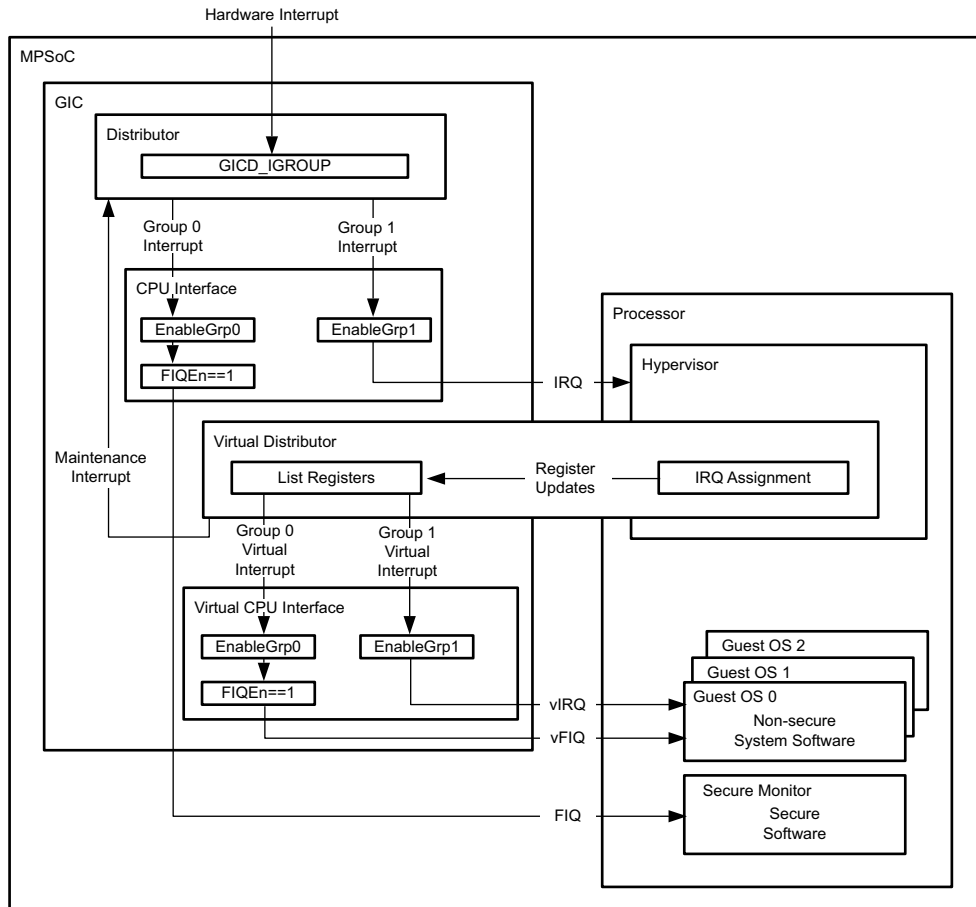 Hardware Interrupt
MPSoC
GIC
Distributor
GICD_IGROUP
Group 0
Interrupt
Group 1
Interrupt
CPU Interface
EnableGrp0
EnableGrp1
FIQEn==1
IRQ
Processor
Hypervisor
Virtual Distributor
List Registers
Register
Updates
IRQ Assignment
Maintenance
Interrupt
Group 0
Virtual
Interrupt
Group 1
Virtual
Interrupt
Virtual CPU Interface
EnableGrp0
EnableGrp1
FIQEn==1
vIRQ
vFIQ
Guest OS 2
Guest OS 1
Guest OS 0
Non-secure
System Software
FIQ
Secure Monitor
Secure
Software